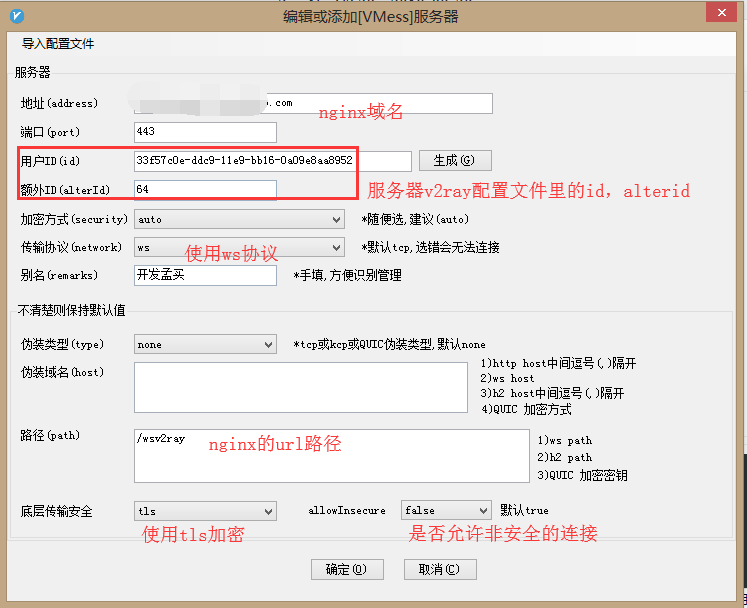 编辑或添加[VMess]服务器
导入配置文件
服务器
地址(address) .com nginx域名
端口(port) 443
用户ID(id) 33f57c0e-ddc9-11e9-bb16-0a09e8aa8952 生成(G)
额外ID(alterId) 64 服务器v2ray配置文件里的id，alterid
加密方式(security) auto *随便选,建议(auto)
传输协议(network) ws 使用ws协议 *默认tcp,选错会无法连接
别名(remarks) 开发孟买 *手填,方便识别管理
不清楚则保持默认值
伪装类型(type) none *tcp或kcp或QUIC伪装类型,默认none
伪装域名(host)
1)http host中间逗号(,)隔开
2)ws host
3)h2 host中间逗号(,)隔开
4)QUIC 加密方式
路径(path) /wsv2ray nginx的url路径
1)ws path
2)h2 path
3)QUIC 加密密钥
底层传输安全 tls allowInsecure false 默认true
使用tls加密 是否允许非安全的连接
确定(O) 取消(C)